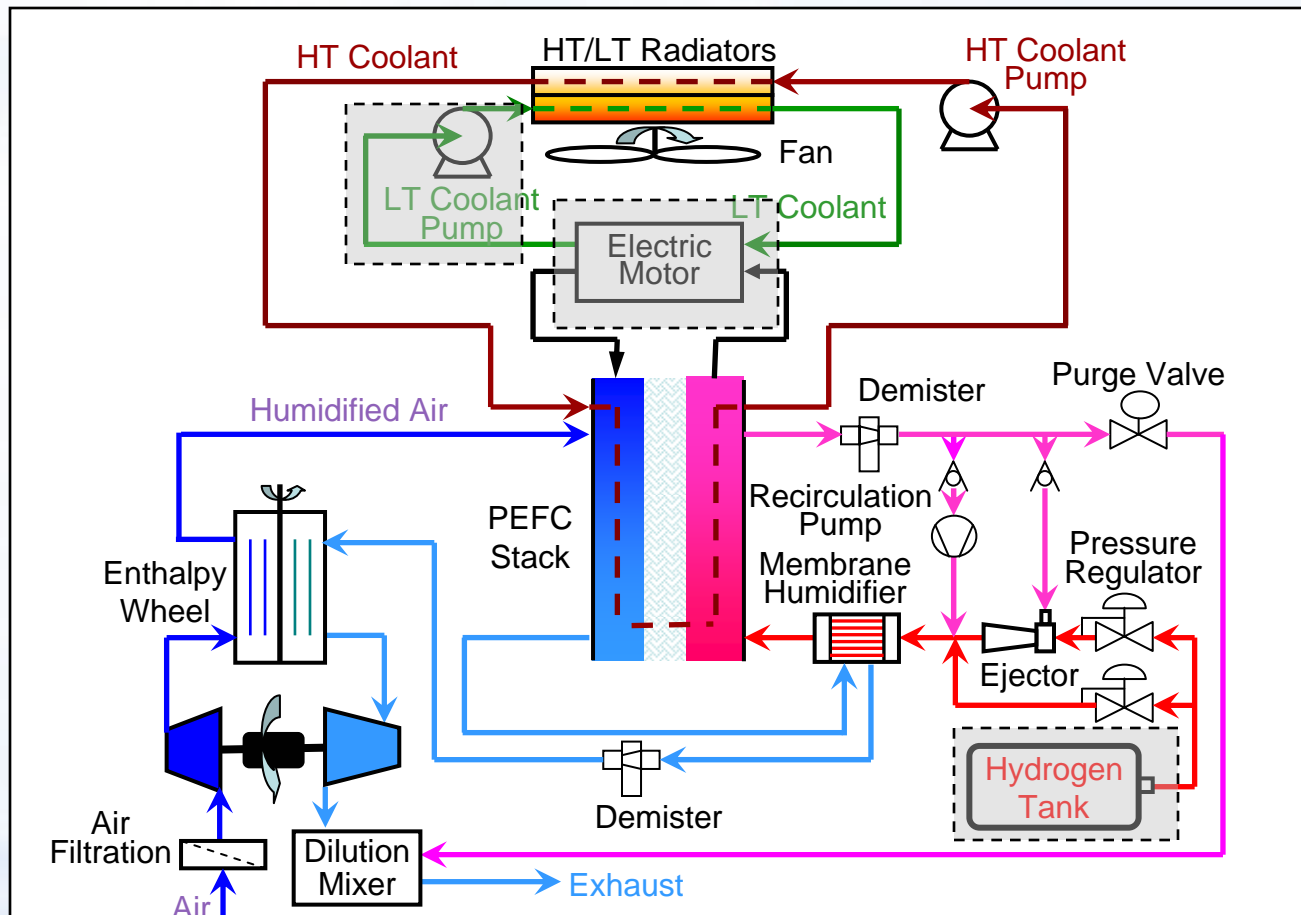 HT/LT Radiators
HT Coolant
HT Coolant
Pump
Fan
LT Coolant
Pump
LT Coolant
Electric
Motor
Humidified Air
Demister
Purge Valve
PEFC
Stack
Recirculation
Pump
Membrane
Humidifier
Pressure
Regulator
Enthalpy
Wheel
Ejector
Hydrogen
Tank
Demister
Air
Filtration
Dilution
Mixer
Exhaust
Air